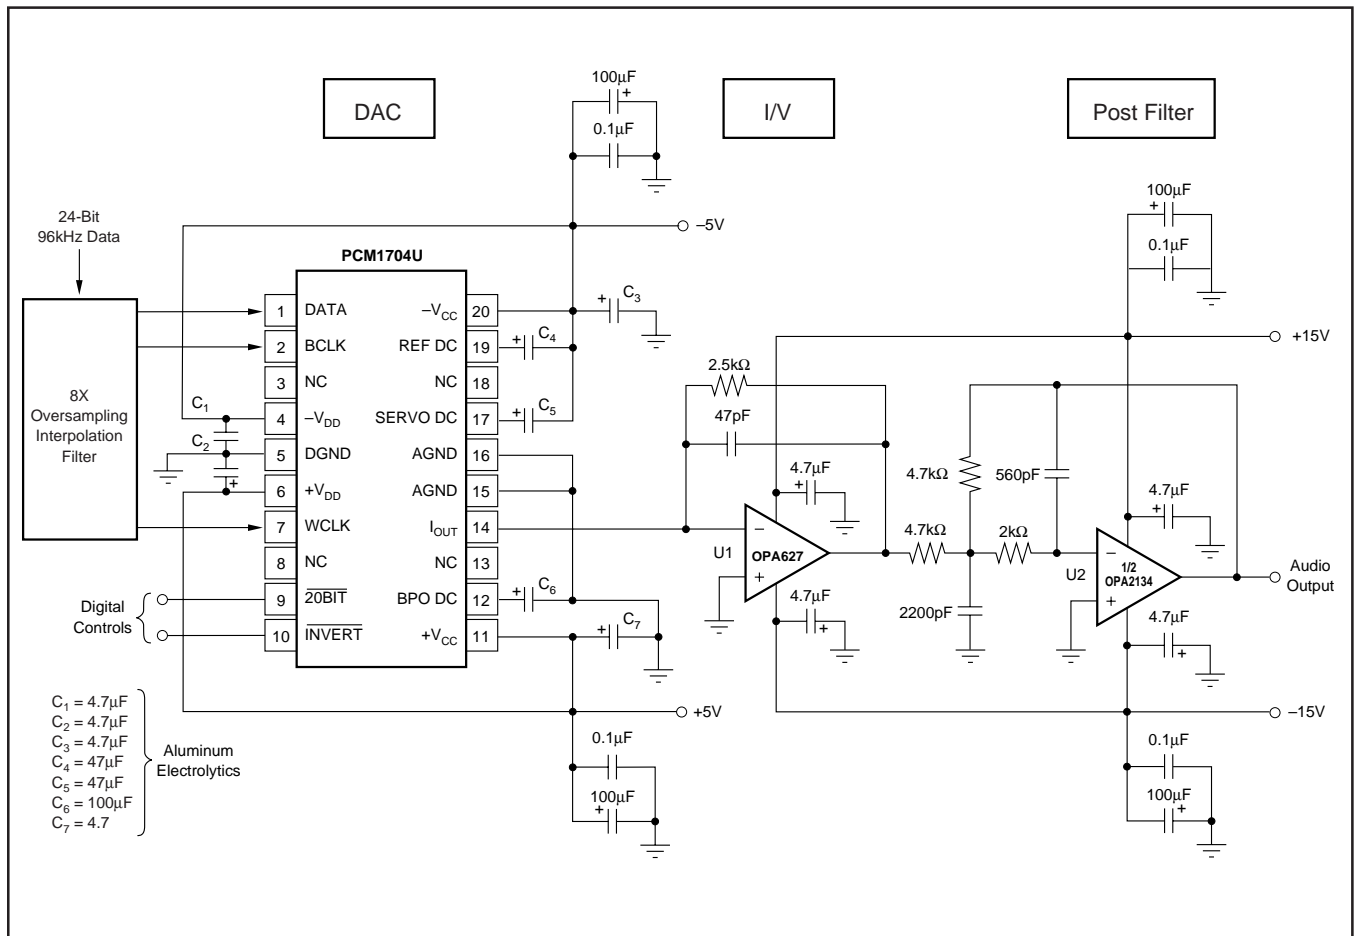 DAC
I/V
Post Filter
100µF
+
0.1µF
–5V
24-Bit
96kHz Data
8X
Oversampling
Interpolation
Filter
PCM1704U
1 DATA
2 BCLK
3 NC
4 –VDD
5 DGND
6 +VDD
7 WCLK
8 NC
9 20BIT
10 INVERT
–VCC 20
REF DC 19
NC 18
SERVO DC 17
AGND 16
AGND 15
IOUT 14
NC 13
BPO DC 12
+VCC 11
C1
C2
+
+ C3
+ C4
+ C5
+ C6
+ C7
Digital
Controls
C1 = 4.7µF
C2 = 4.7µF
C3 = 4.7µF
C4 = 47µF
C5 = 47µF
C6 = 100µF
C7 = 4.7
Aluminum
Electrolytics
+5V
0.1µF
100µF
+
2.5kΩ
47pF
4.7µF
+
U1
–
OPA627
+
4.7µF
+
4.7kΩ
4.7kΩ
2kΩ
560pF
2200pF
100µF
+
0.1µF
+15V
4.7µF
+
U2
–
1/2
OPA2134
+
4.7µF
+
Audio
Output
–15V
0.1µF
100µF
+